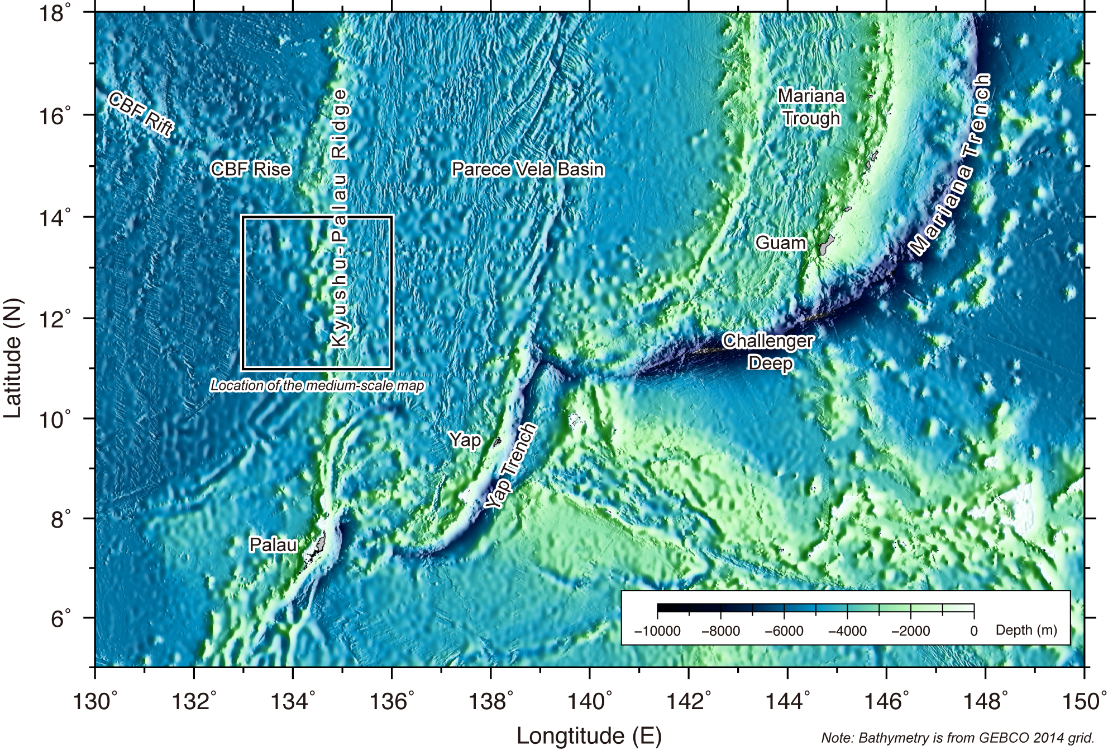 18°
16°
14°
12°
10°
8°
6°
Latitude (N)
CBF Rift
CBF Rise
Kyushu-Palau Ridge
Parece Vela Basin
Mariana
Trough
Mariana Trench
Guam
Challenger
Deep
Location of the medium-scale map
Yap
Yap Trench
Palau
−10000 −8000 −6000 −4000 −2000 0 Depth (m)
130° 132° 134° 136° 138° 140° 142° 144° 146° 148° 150°
Longtitude (E)
Note: Bathymetry is from GEBCO 2014 grid.